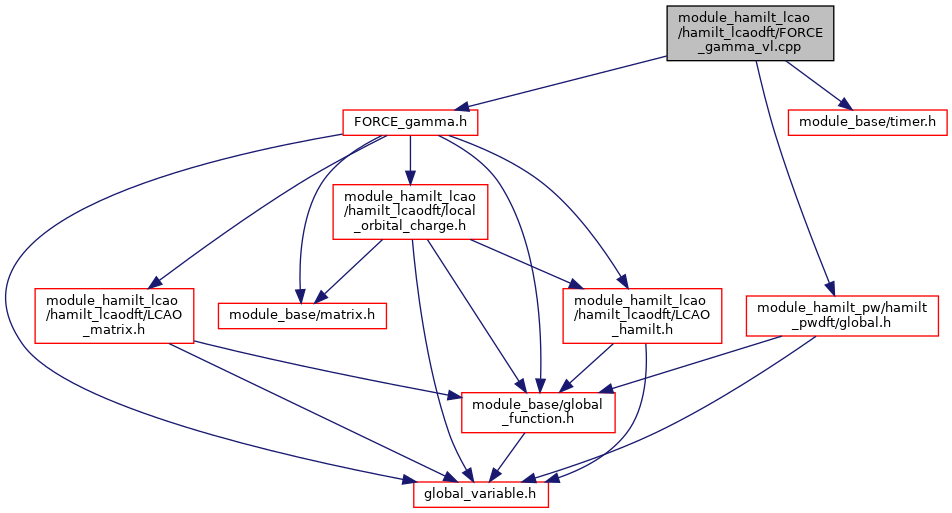 module_hamilt_lcao
/hamilt_lcaodft/FORCE
_gamma_vl.cpp
FORCE_gamma.h
module_base/timer.h
module_hamilt_lcao
/hamilt_lcaodft/local
_orbital_charge.h
module_hamilt_lcao
/hamilt_lcaodft/LCAO
_matrix.h
module_base/matrix.h
module_hamilt_lcao
/hamilt_lcaodft/LCAO
_hamilt.h
module_hamilt_pw/hamilt
_pwdft/global.h
module_base/global
_function.h
global_variable.h